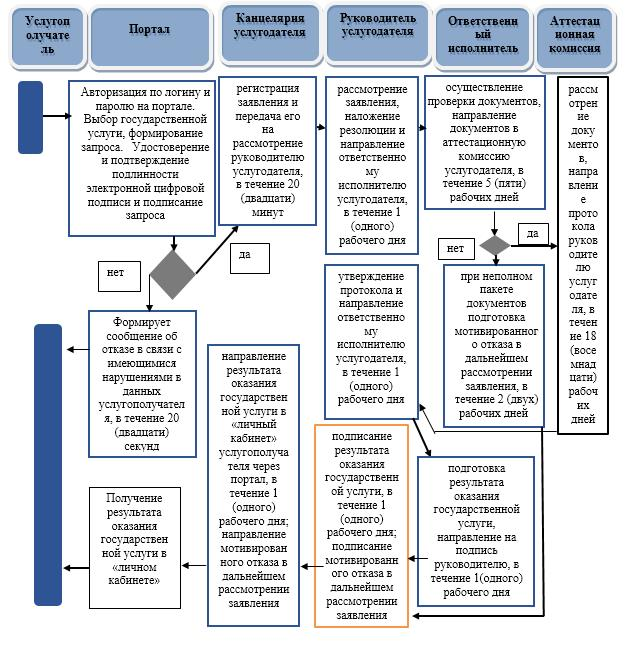 Услугоп
олучате
ль
Портал
Канцелярия
услугодателя
Руководитель
услугодателя
Ответственн
ый
исполнитель
Аттестац
ионная
комиссия
Авторизация по логину и
паролю на портале.
Выбор государственной
услуги, формирование
запроса. Удостоверение
и подтверждение
подлинности
электронной цифровой
подписи и подписание
запроса
регистрация
заявления и
передача его
на
рассмотрение
руководителю
услугодателя,
в течение 20
(двадцати)
минут
рассмотрение
заявления,
наложение
резолюции и
направление
ответственно
му
исполнителю
услугодателя,
в течение 1
(одного)
рабочего дня
осуществление
проверки документов,
направление
документов в
аттестационную
комиссию
услугодателя, в
течение 5 (пяти)
рабочих дней
рассм
отрен
ие
доку
менто
в,
напра
влени
е
прото
кола
руков
одите
лю
услуг
одате
ля, в
течен
ие 18
(восе
мнад
цати)
рабоч
их
дней
нет
да
нет
да
Формирует
сообщение об
отказе в связи с
имеющимися
нарушениями в
данных
услугополучател
я, в течение 20
(двадцати)
секунд
утверждение
протокола и
направление
ответственно
му
исполнителю
услугодателя,
в течение 1
(одного)
рабочего дня
при неполном
пакете
документов
подготовка
мотивированног
о отказа в
дальнейшем
рассмотрении
заявления, в
течение 2 (двух)
рабочих дней
направление
результата
оказания
государствен
ной услуги в
«личный
кабинет»
услугополуча
теля через
портал, в
течение 1
(одного)
рабочего дня;
направление
мотивирован
ного отказа в
дальнейшем
рассмотрении
заявления
подписание
результата
оказания
государственн
ой услуги, в
течение 1
(одного)
рабочего дня;
подписание
мотивированно
го отказа в
дальнейшем
рассмотрении
заявления
подготовка
результата
оказания
государственной
услуги,
направление на
подпись
руководителю, в
течение 1(одного)
рабочего дня
Получение
результата
оказания
государствен
ной услуги в
«личном
кабинете»